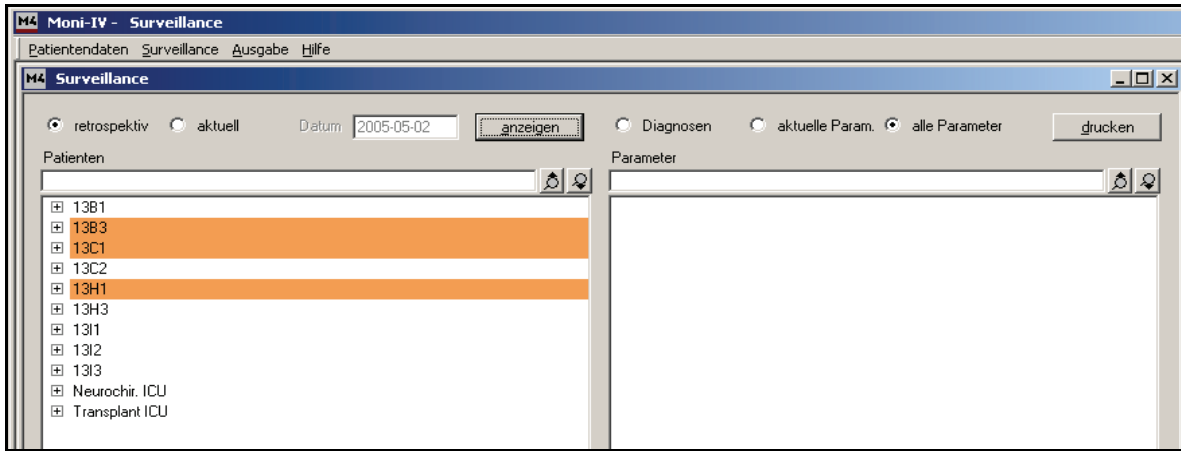 M4 Moni-IV - Surveillance
Patientendaten Surveillance Ausgabe Hilfe
M4 Surveillance
retrospektiv aktuell Datum 2005-05-02 anzeigen Diagnosen aktuelle Param. alle Parameter drucken
Patienten Parameter
13B1
13B3
13C1
13C2
13H1
13H3
13I1
13I2
13I3
Neurochir. ICU
Transplant ICU